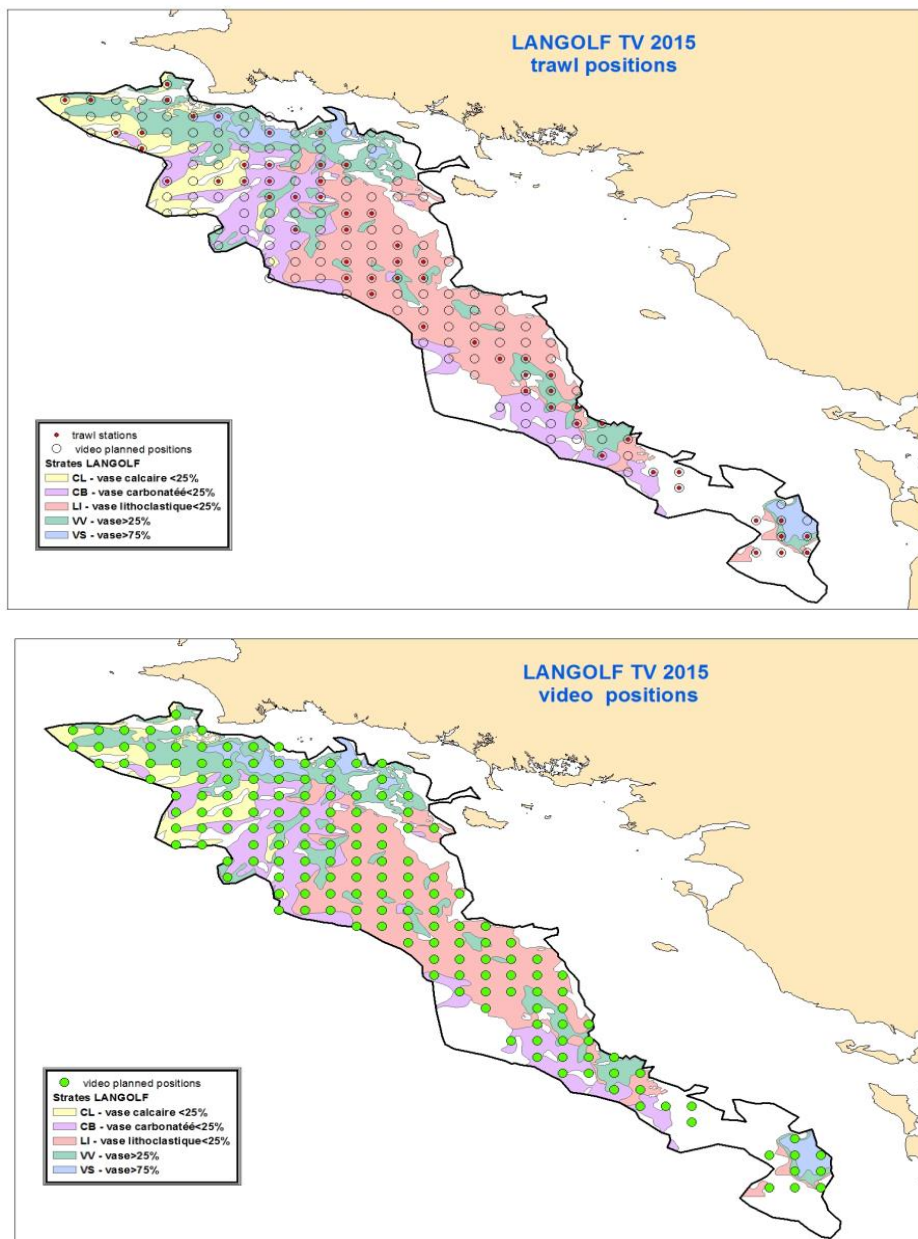 LANGOLF TV 2015
trawl positions
trawl stations
video planned positions
Strates LANGOLF
CL - vase calcaire <25%
CB - vase carbonatéé<25%
LI - vase lithoclastique<25%
VV - vase>25%
VS - vase>75%
LANGOLF TV 2015
video positions
video planned positions
Strates LANGOLF
CL - vase calcaire <25%
CB - vase carbonatéé<25%
LI - vase lithoclastique<25%
VV - vase>25%
VS - vase>75%